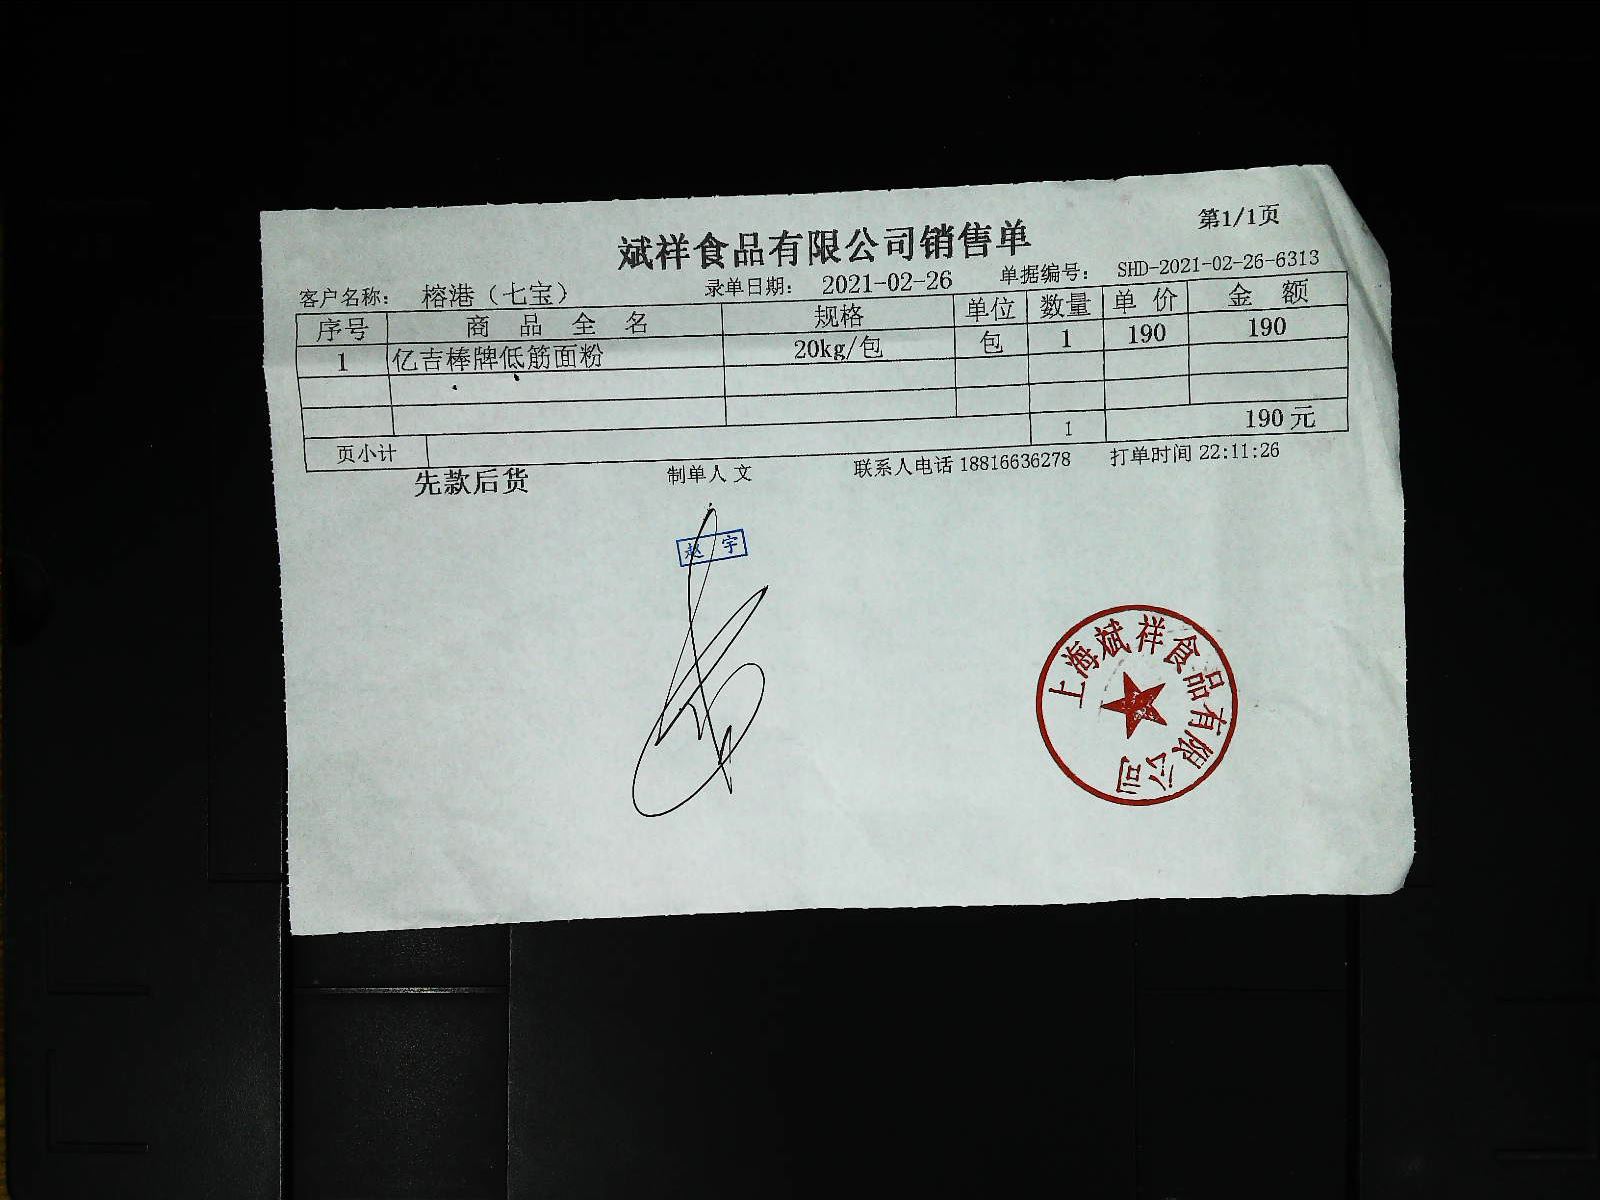 第1/1页
斌祥食品有限公司销售单
客户名称： 榕港（七宝） 录单日期： 2021-02-26 单据编号： SHD-2021-02-26-6313
序号 商品全名 规格 单位 数量 单价 金额
1 亿吉棒牌低筋面粉 20kg/包 包 1 190 190
页小计 1 190元
先款后货 制单人 文 联系人电话 18816636278 打单时间 22:11:26
赵宇
上海斌祥食品有限公司